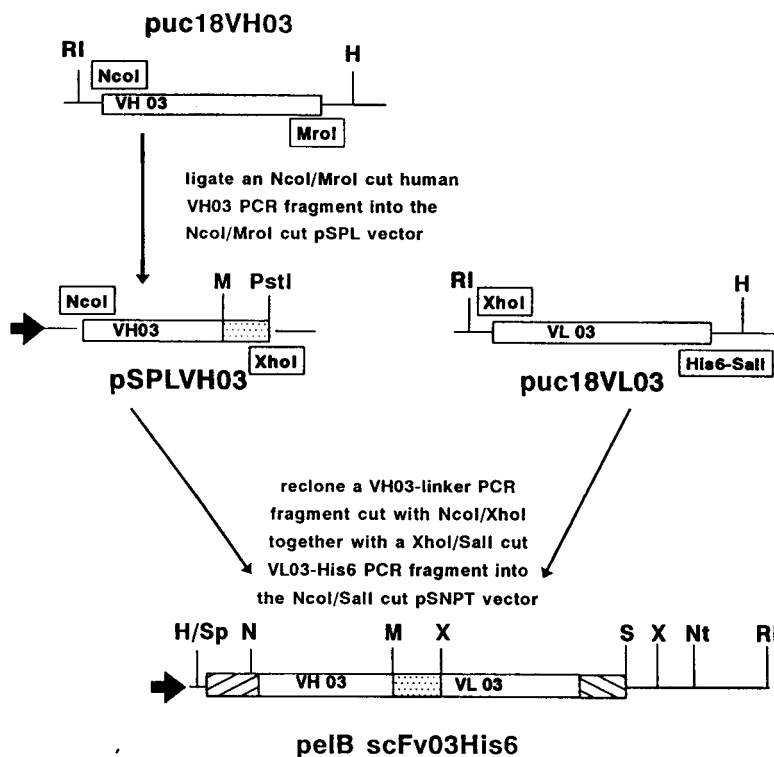 puc18VH03
RI
H
NcoI
VH 03
MroI
ligate an NcoI/MroI cut human
VH03 PCR fragment into the
NcoI/MroI cut pSPL vector
NcoI
M PstI
VH03
XhoI
pSPLVH03
RI
H
XhoI
VL 03
His6-SalI
puc18VL03
reclone a VH03-linker PCR
fragment cut with NcoI/XhoI
together with a XhoI/SalI cut
VL03-His6 PCR fragment into
the NcoI/SalI cut pSNPT vector
H/Sp N M X S X Nt RI
VH 03 VL 03
pelB scFv03His6